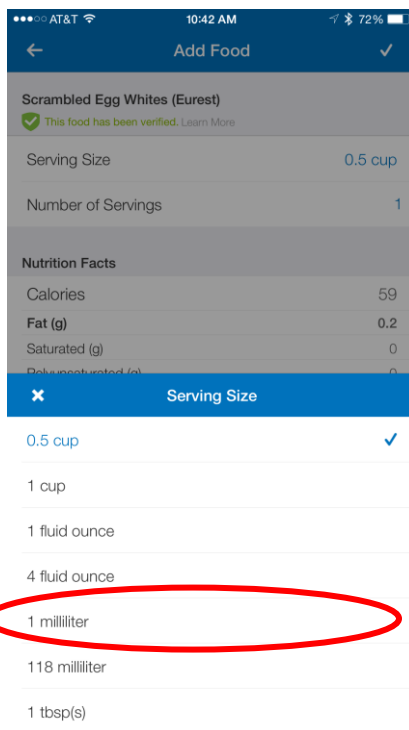 AT&T 10:42 AM 72%
Add Food
Scrambled Egg Whites (Eurest)
This food has been verified. Learn More
Serving Size 0.5 cup
Number of Servings 1
Nutrition Facts
Calories 59
Fat (g) 0.2
Saturated (g) 0
Polyunsaturated (g) 0
Serving Size
0.5 cup
1 cup
1 fluid ounce
4 fluid ounce
1 milliliter
118 milliliter
1 tbsp(s)